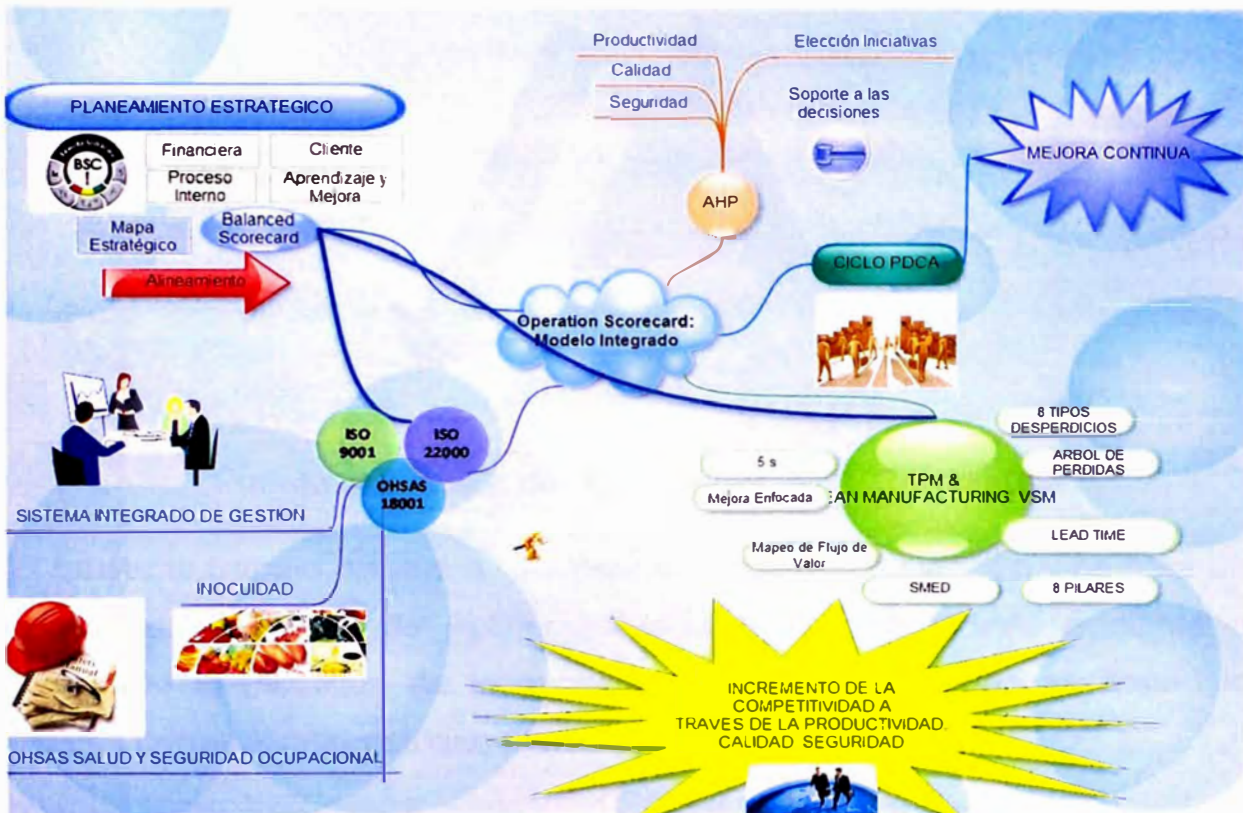 Productividad
Elección Iniciativas
Calidad
Seguridad
Soporte a las
decisiones
AHP
PLANEAMIENTO ESTRATEGICO
BSC
Financiera
Cliente
Proceso
Interno
Aprendizaje y
Mejora
Mapa
Estratégico
Balanced
Scorecard
Alineamiento
MEJORA CONTINUA
CICLO PDCA
Operation Scorecard:
Modelo Integrado
ISO
9001
ISO
22000
OHSAS
18001
SISTEMA INTEGRADO DE GESTION
INOCUIDAD
OHSAS SALUD Y SEGURIDAD OCUPACIONAL
8 TIPOS
DESPERDICIOS
ARBOL DE
PERDIDAS
5 s
TPM &
EAN MANUFACTURING VSM
Mejora Enfocada
LEAD TIME
Mapeo de Flujo de
Valor
SMED
8 PILARES
INCREMENTO DE LA
COMPETITIVIDAD A
TRAVES DE LA PRODUCTIVIDAD.
CALIDAD SEGURIDAD